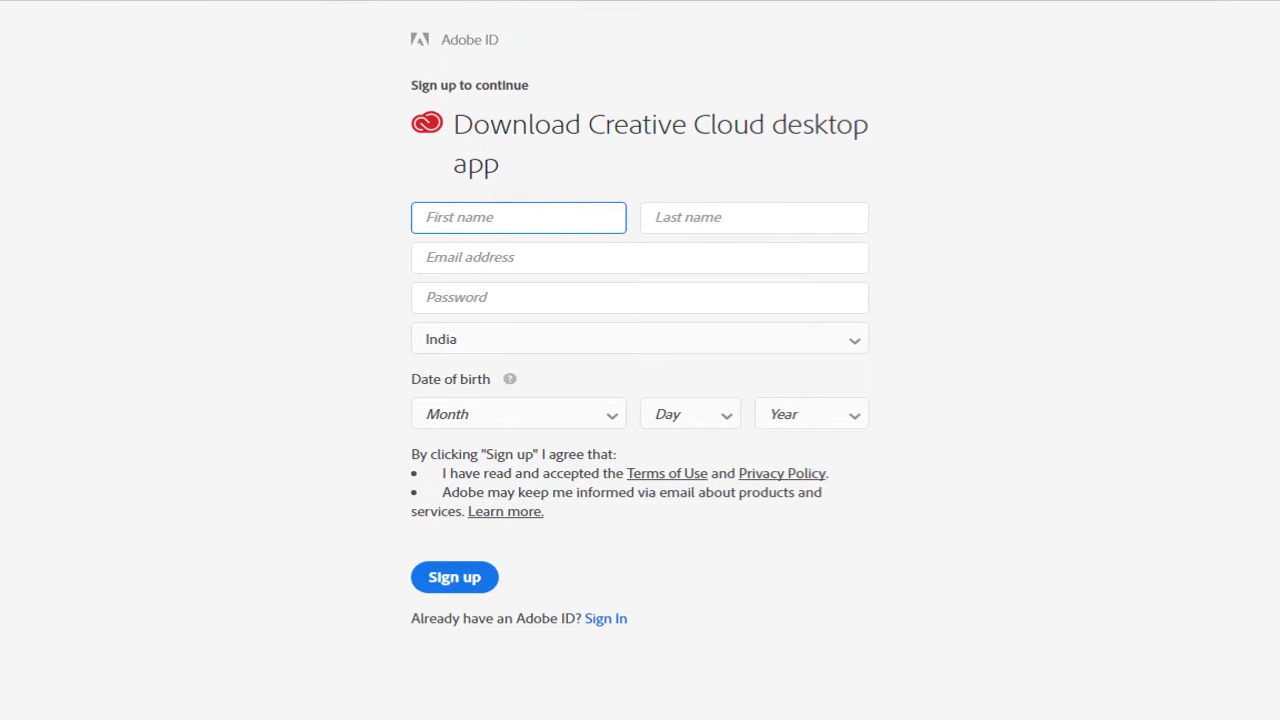 Adobe ID
Sign up to continue
Download Creative Cloud desktop
app
First name Last name
Email address
Password
India
Date of birth ?
Month Day Year
By clicking "Sign up" I agree that:
• I have read and accepted the Terms of Use and Privacy Policy.
• Adobe may keep me informed via email about products and
services. Learn more.
Sign up
Already have an Adobe ID? Sign In